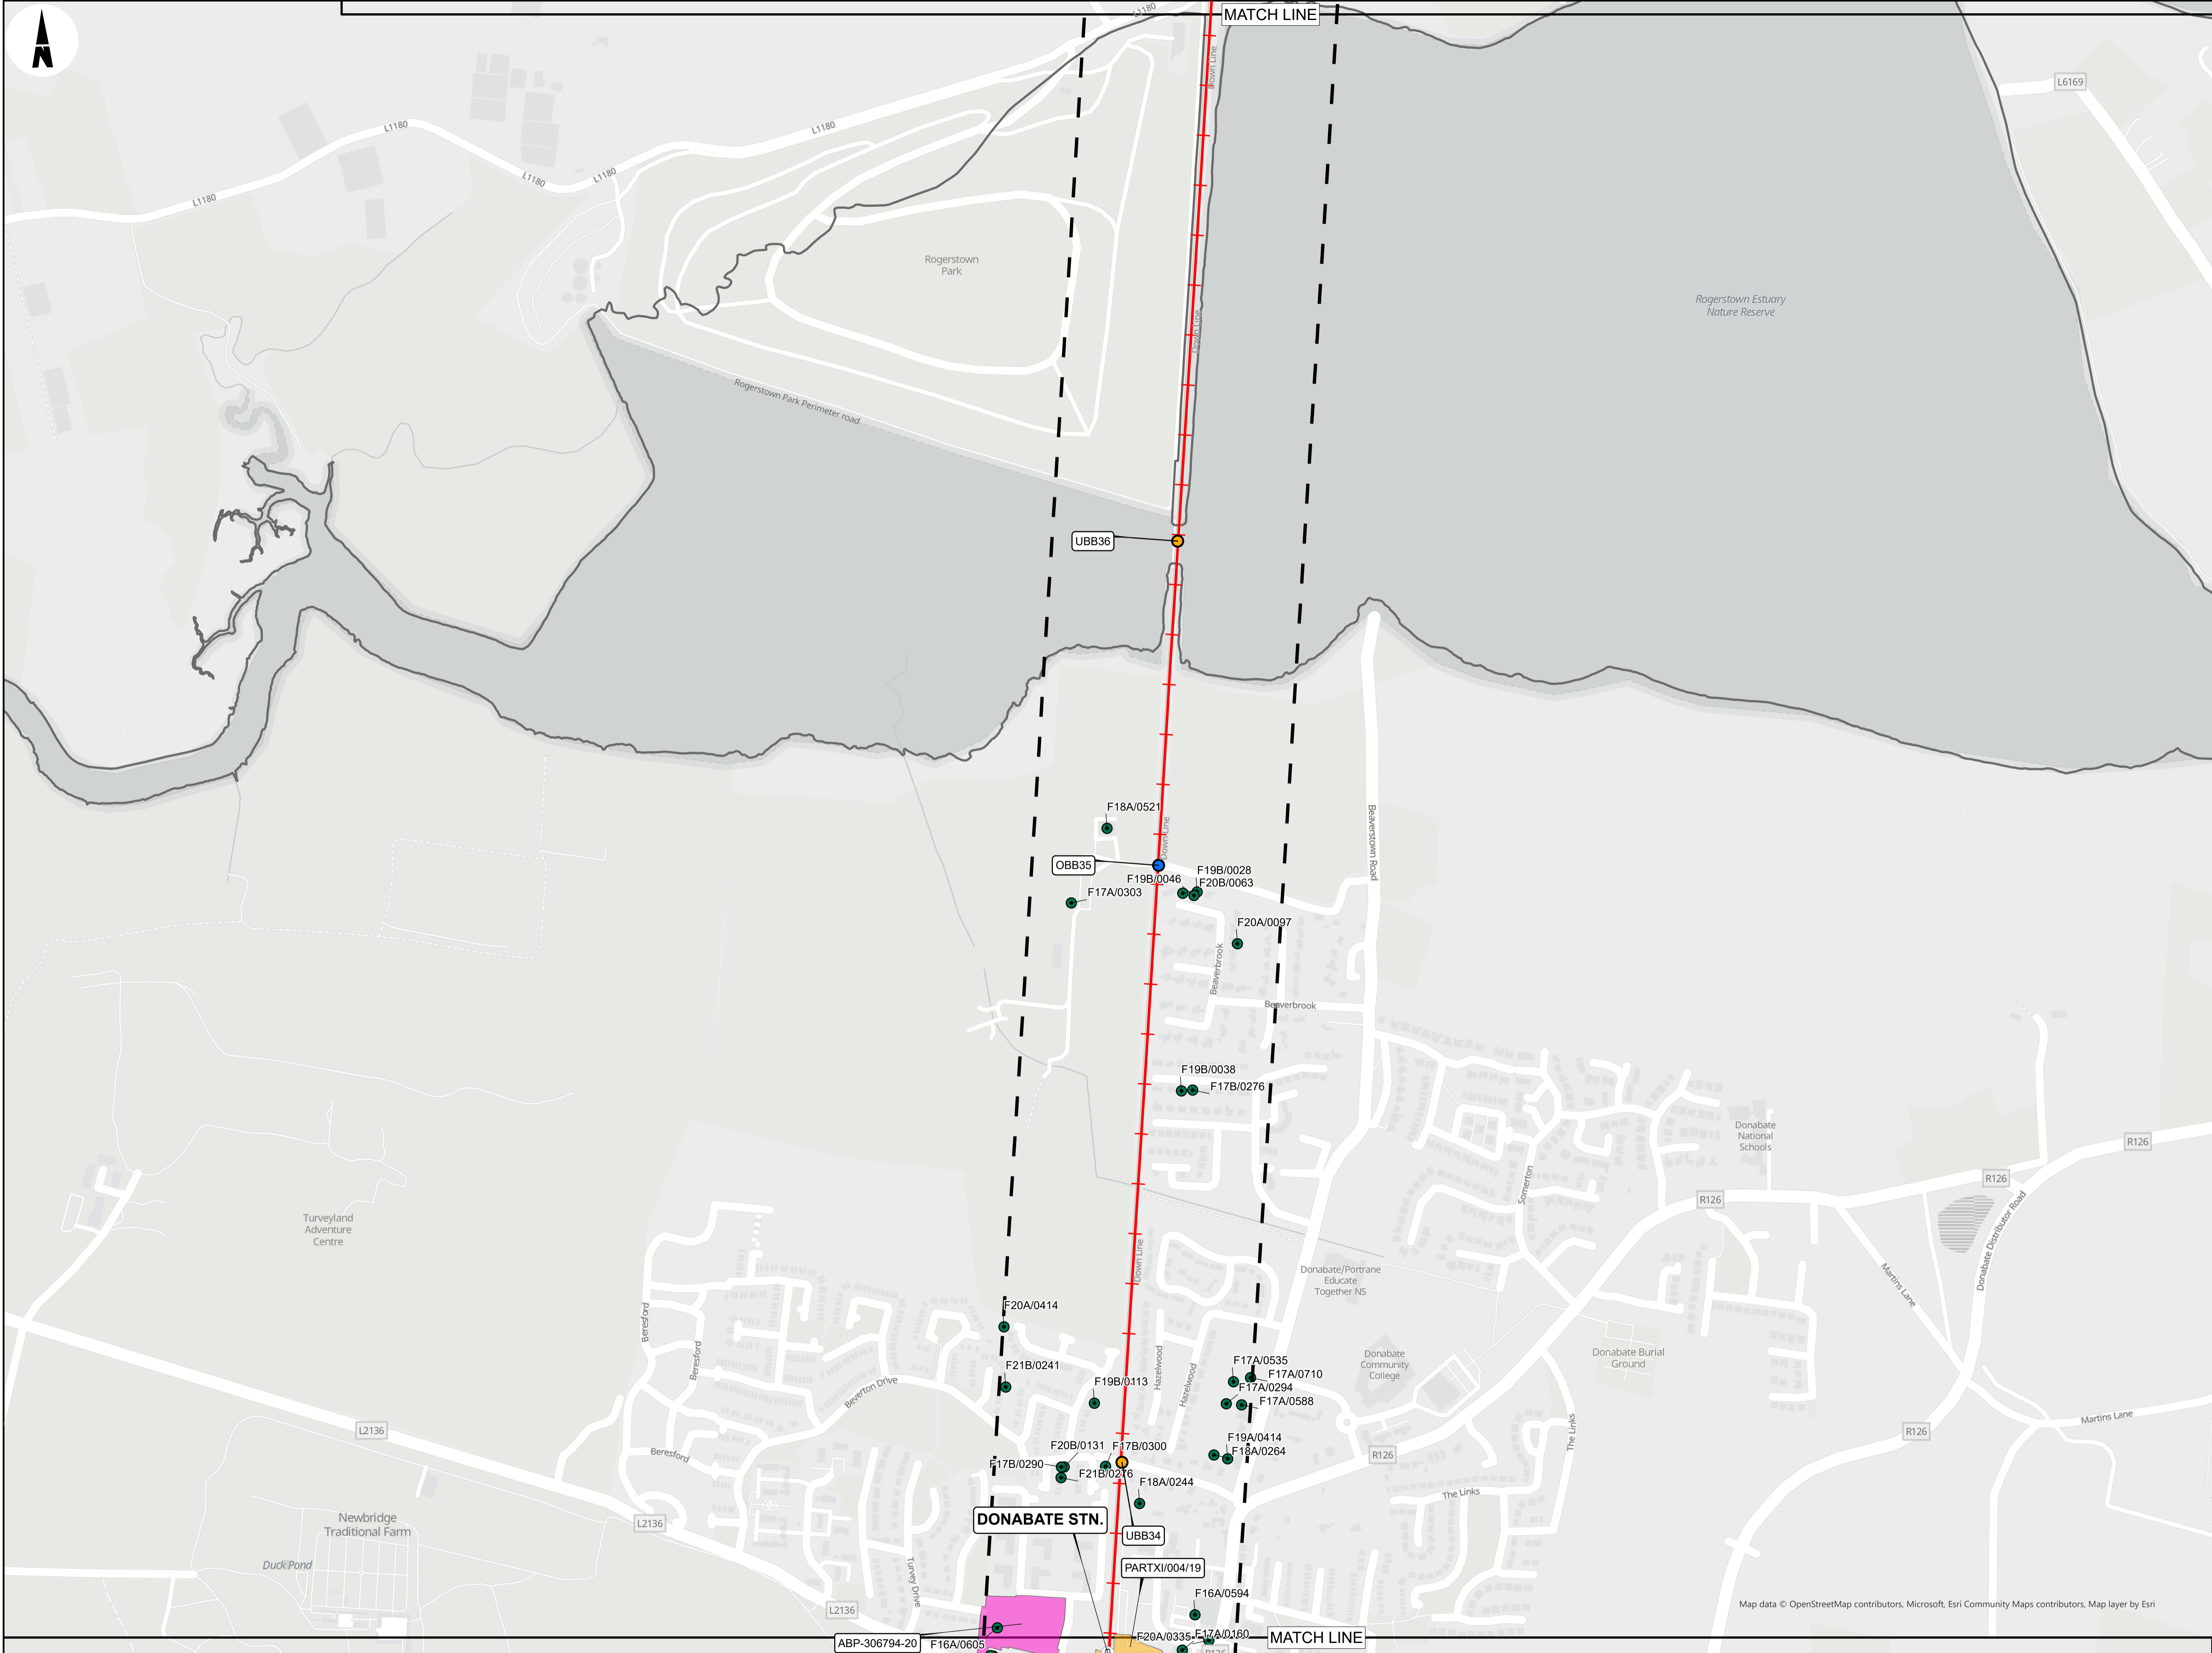 MATCH LINE
N
L1180
Down Line
L6169
L1180
L1180
L1180
L1180
L1180
Rogerstown
Park
Rogerstown Estuary
Nature Reserve
Down Line
Rogerstown Park Perimeter road
UBB36
F18A/0521
Down Line
Beaverstown Road
OBB35
F19B/0028
F19B/0046
F20B/0063
F17A/0303
F20A/0097
Beaverbrook
Beaverbrook
F19B/0038
F17B/0276
Donabate
National
Schools
R126
R126
R126
Somerton
Turveyland
Adventure
Centre
Donabate Distributor Road
Down Line
Donabate/Portrane
Educate
Together NS
Martins Lane
F20A/0414
Beresford
Beresford
Hazelwood
Hazelwood
Donabate
Community
College
Donabate Burial
Ground
F17A/0535
F17A/0710
F21B/0241
F19B/0113
F17A/0294
F17A/0588
Beverton Drive
Martins Lane
L2136
The Links
R126
F19A/0414
F20B/0131
F17B/0300
F18A/0264
Beresford
R126
F17B/0290
F21B/0276
F18A/0244
The Links
DONABATE STN.
Newbridge
Traditional Farm
L2136
UBB34
Duck Pond
PARTXI/004/19
Turvey Drive
F16A/0594
Map data © OpenStreetMap contributors, Microsoft, Esri Community Maps contributors, Map layer by Esri
L2136
ABP-306794-20
F16A/0605
F20A/0335
F17A/0160
MATCH LINE
R126